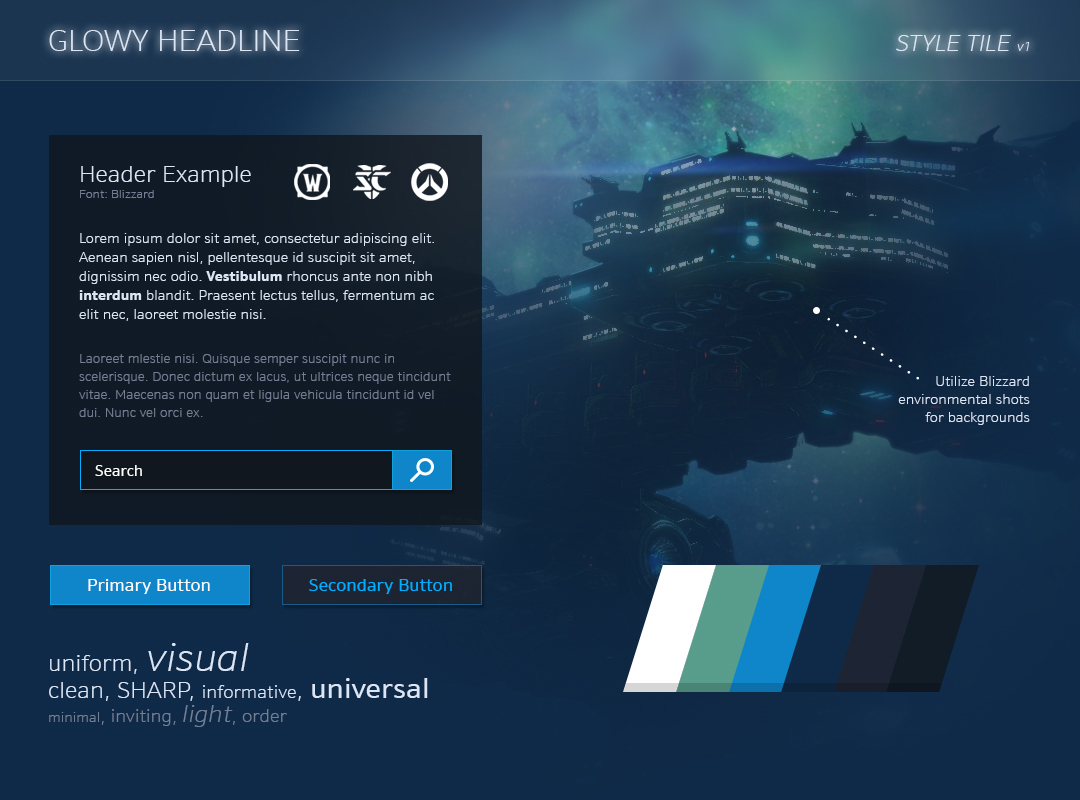 GLOWY HEADLINE
STYLE TILE v1
Header Example
Font: Blizzard
W
SC
Lorem ipsum dolor sit amet, consectetur adipiscing elit.
Aenean sapien nisl, pellentesque id suscipit sit amet,
dignissim nec odio. Vestibulum rhoncus ante non nibh
interdum blandit. Praesent lectus tellus, fermentum ac
elit nec, laoreet molestie nisi.
Laoreet mlestie nisi. Quisque semper suscipit nunc in
scelerisque. Donec dictum ex lacus, ut ultrices neque tincidunt
vitae. Maecenas non quam et ligula vehicula tincidunt id vel
dui. Nunc vel orci ex.
Search
Utilize Blizzard
environmental shots
for backgrounds
Primary Button
Secondary Button
uniform, visual
clean, SHARP, informative, universal
minimal, inviting, light, order